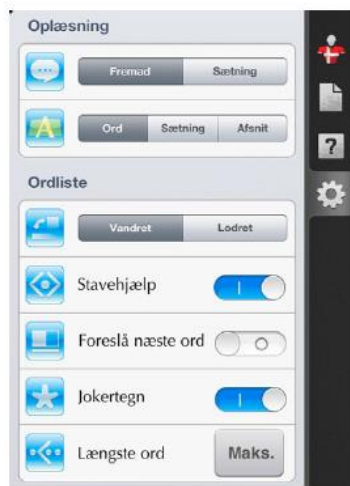 Oplæsning
Fremad Sætning
A Ord Sætning Afsnit
?
Ordliste
Vandret Lodret
Stavehjælp
Foreslå næste ord
Jokertegn
Længste ord Maks.